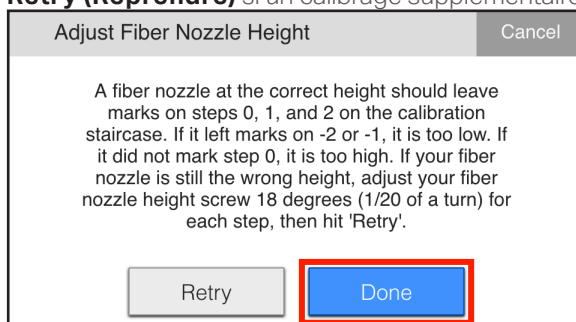 Retry (Reprendre) si un calibrage supplémentaire
Adjust Fiber Nozzle Height
Cancel
A fiber nozzle at the correct height should leave
marks on steps 0, 1, and 2 on the calibration
staircase. If it left marks on -2 or -1, it is too low. If
it did not mark step 0, it is too high. If your fiber
nozzle is still the wrong height, adjust your fiber
nozzle height screw 18 degrees (1/20 of a turn) for
each step, then hit 'Retry'.
Retry
Done